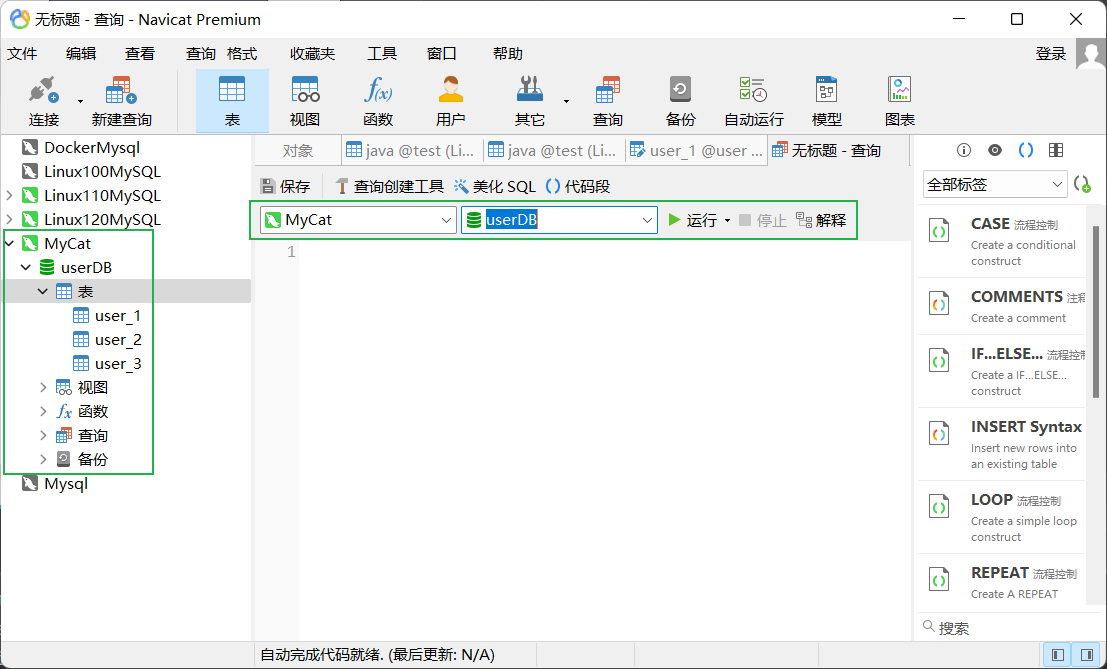 无标题 - 查询 - Navicat Premium
文件 编辑 查看 查询 格式 收藏夹 工具 窗口 帮助 登录
连接 新建查询 表 视图 函数 用户 其它 查询 备份 自动运行 模型 图表
DockerMysql
Linux100MySQL
Linux110MySQL
Linux120MySQL
MyCat
userDB
表
user_1
user_2
user_3
视图
函数
查询
备份
Mysql
对象 java @test (Li... java @test (Li... user_1 @user ... 无标题 - 查询
保存 查询创建工具 美化 SQL 代码段
MyCat userDB 运行 停止 解释
1
全部标签
CASE 流程控制
Create a conditional
construct
COMMENTS 注释
Create a comment
IF...ELSE... 流程控制
Create a IF...ELSE...
construct
INSERT Syntax
Insert new rows into
an existing table
LOOP 流程控制
Create a simple loop
construct
REPEAT 流程控制
Create A REPEAT
搜索
自动完成代码就绪. (最后更新: N/A)